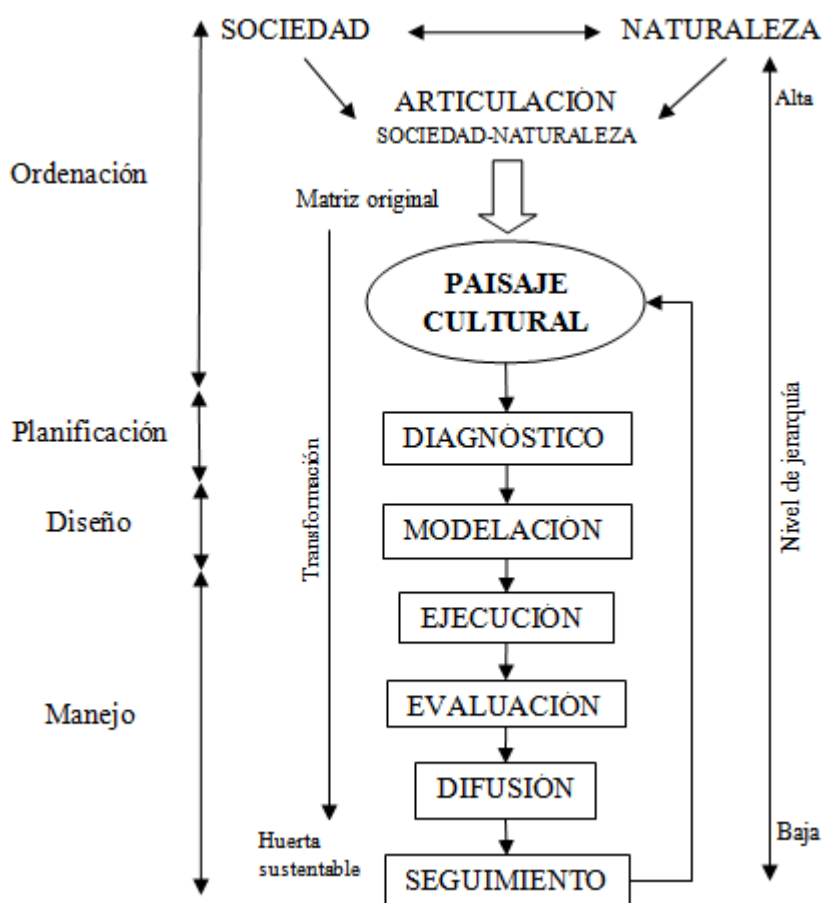 SOCIEDAD
NATURALEZA
Alta
ARTICULACIÓN
SOCIEDAD-NATURALEZA
Ordenación
Matriz original
PAISAJE
CULTURAL
Planificación
DIAGNÓSTICO
Nivel de jerarquía
Transformación
Diseño
MODELACIÓN
EJECUCIÓN
Manejo
EVALUACIÓN
DIFUSIÓN
Huerta
sustentable
Baja
SEGUIMIENTO